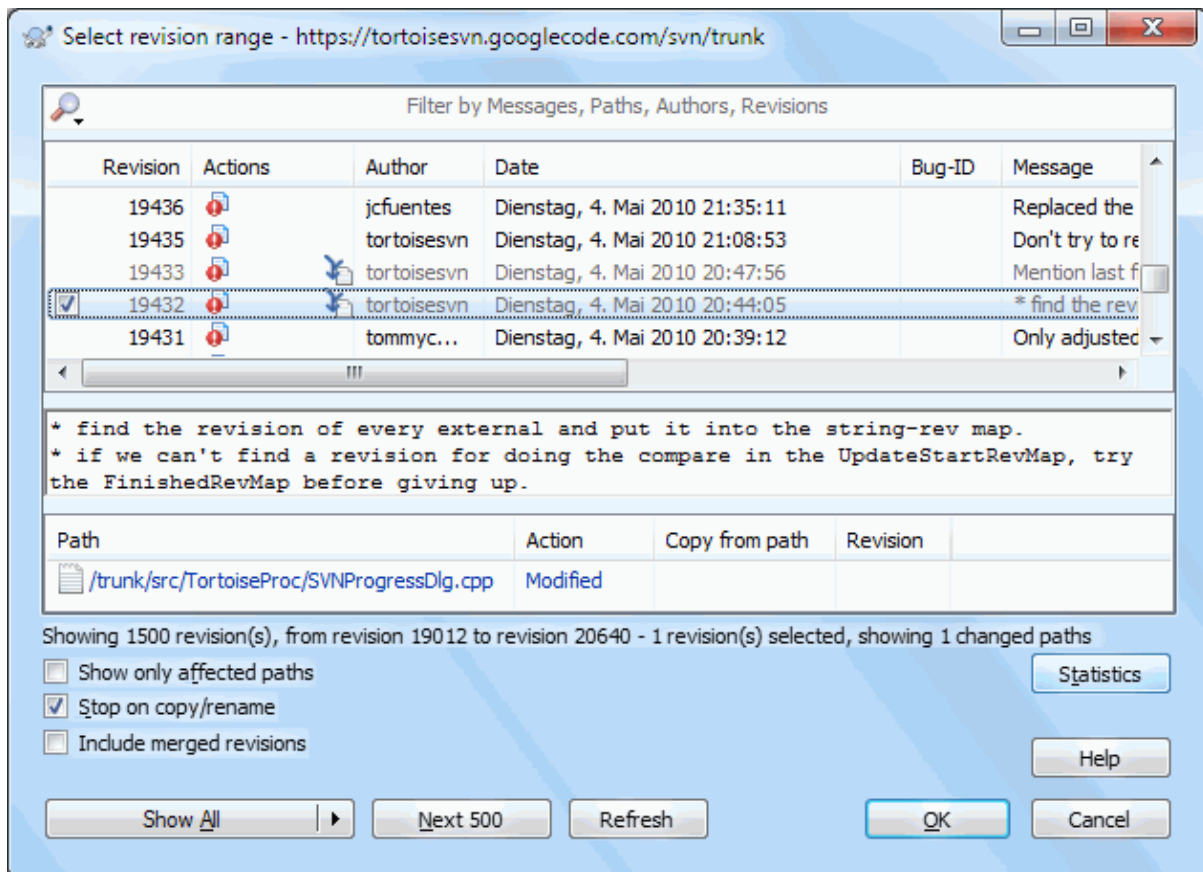 Select revision range - https://tortoisesvn.googlecode.com/svn/trunk
Filter by Messages, Paths, Authors, Revisions
Revision Actions Author Date Bug-ID Message
19436 jcfuentes Dienstag, 4. Mai 2010 21:35:11 Replaced the
19435 tortoisesvn Dienstag, 4. Mai 2010 21:08:53 Don't try to re
19433 tortoisesvn Dienstag, 4. Mai 2010 20:47:56 Mention last f
19432 tortoisesvn Dienstag, 4. Mai 2010 20:44:05 * find the rev
19431 tommyc... Dienstag, 4. Mai 2010 20:39:12 Only adjusted
* find the revision of every external and put it into the string-rev map.
* if we can't find a revision for doing the compare in the UpdateStartRevMap, try
the FinishedRevMap before giving up.
Path Action Copy from path Revision
/trunk/src/TortoiseProc/SVNProgressDlg.cpp Modified
Showing 1500 revision(s), from revision 19012 to revision 20640 - 1 revision(s) selected, showing 1 changed paths
Show only affected paths
Statistics
Stop on copy/rename
Include merged revisions
Help
Show All Next 500 Refresh OK Cancel